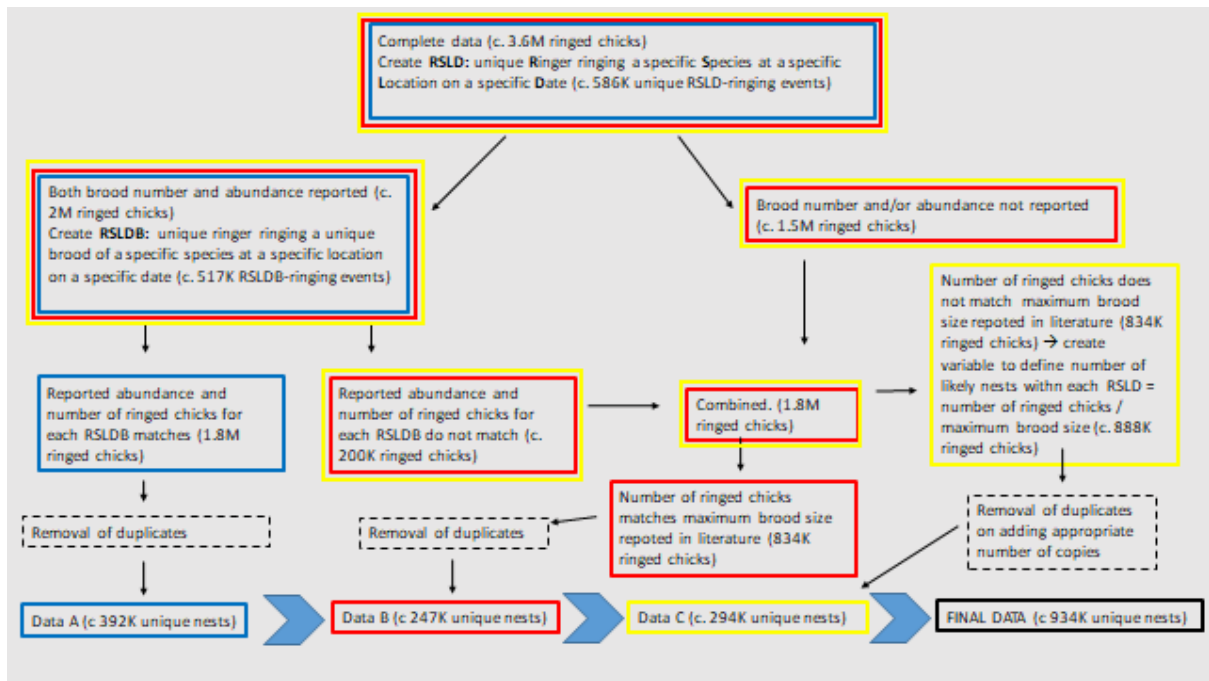 Complete data (c. 3.6M ringed chicks)
Create RSLD: unique Ringer ringing a specific Species at a specific
Location on a specific Date (c. 586K unique RSLD-ringing events)
Both brood number and abundance reported (c.
2M ringed chicks)
Create RSLDB: unique ringer ringing a unique
brood of a specific species at a specific location
on a specific date (c. 517K RSLDB-ringing events)
Brood number and/or abundance not reported
(c. 1.5M ringed chicks)
Number of ringed chicks does
not match maximum brood
size repoted in literature (834K
ringed chicks) → create
variable to define number of
likely nests withn each RSLD =
number of ringed chicks /
maximum brood size (c. 888K
ringed chicks)
Reported abundance and
number of ringed chicks for
each RSLDB matches (1.8M
ringed chicks)
Reported abundance and
number of ringed chicks for
each RSLDB do not match (c.
200K ringed chicks)
Combined. (1.8M
ringed chicks)
Number of ringed chicks
matches maximum brood size
repoted in literature (834K
ringed chicks)
Removal of duplicates
Removal of duplicates
Removal of duplicates
on adding appropriate
number of copies
Data A (c 392K unique nests)
Data B (c 247K unique nests)
Data C (c. 294K unique nests)
FINAL DATA (c 934K unique nests)